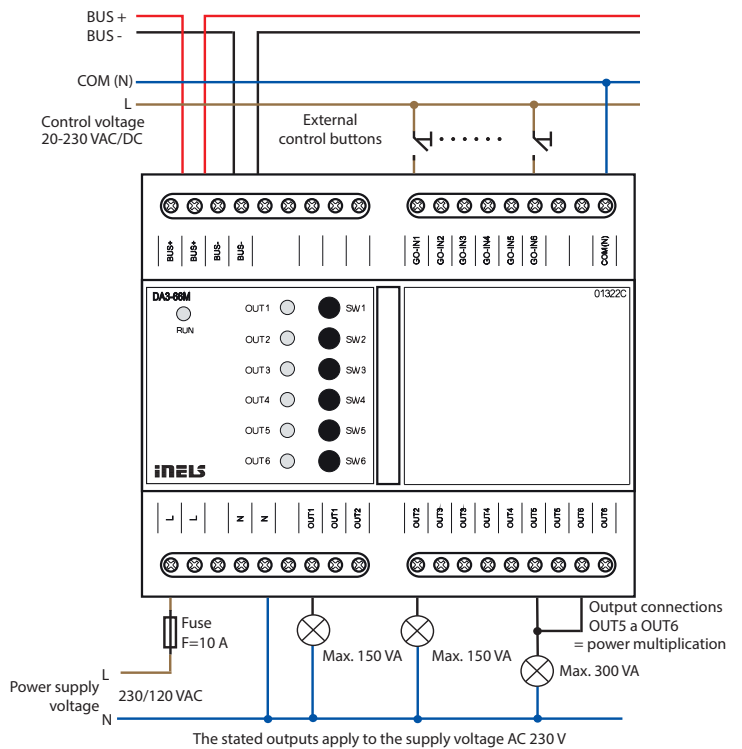 BUS +
BUS -
COM (N)
L
Control voltage
20-230 VAC/DC
External
control buttons
BUS+
BUS+
BUS-
BUS-
GO-IN1
GO-IN2
GO-IN3
GO-IN4
GO-IN5
GO-IN6
COM(N)
DA3-66M
RUN
01322C
OUT1 SW1
OUT2 SW2
OUT3 SW3
OUT4 SW4
OUT5 SW5
OUT6 SW6
iNELS
L
L
N
N
OUT1
OUT1
OUT2
OUT2
OUT3
OUT3
OUT4
OUT4
OUT5
OUT5
OUT6
OUT6
Fuse
F=10 A
Max. 150 VA
Max. 150 VA
Output connections
OUT5 a OUT6
= power multiplication
Max. 300 VA
L
Power supply
voltage
230/120 VAC
N
The stated outputs apply to the supply voltage AC 230 V